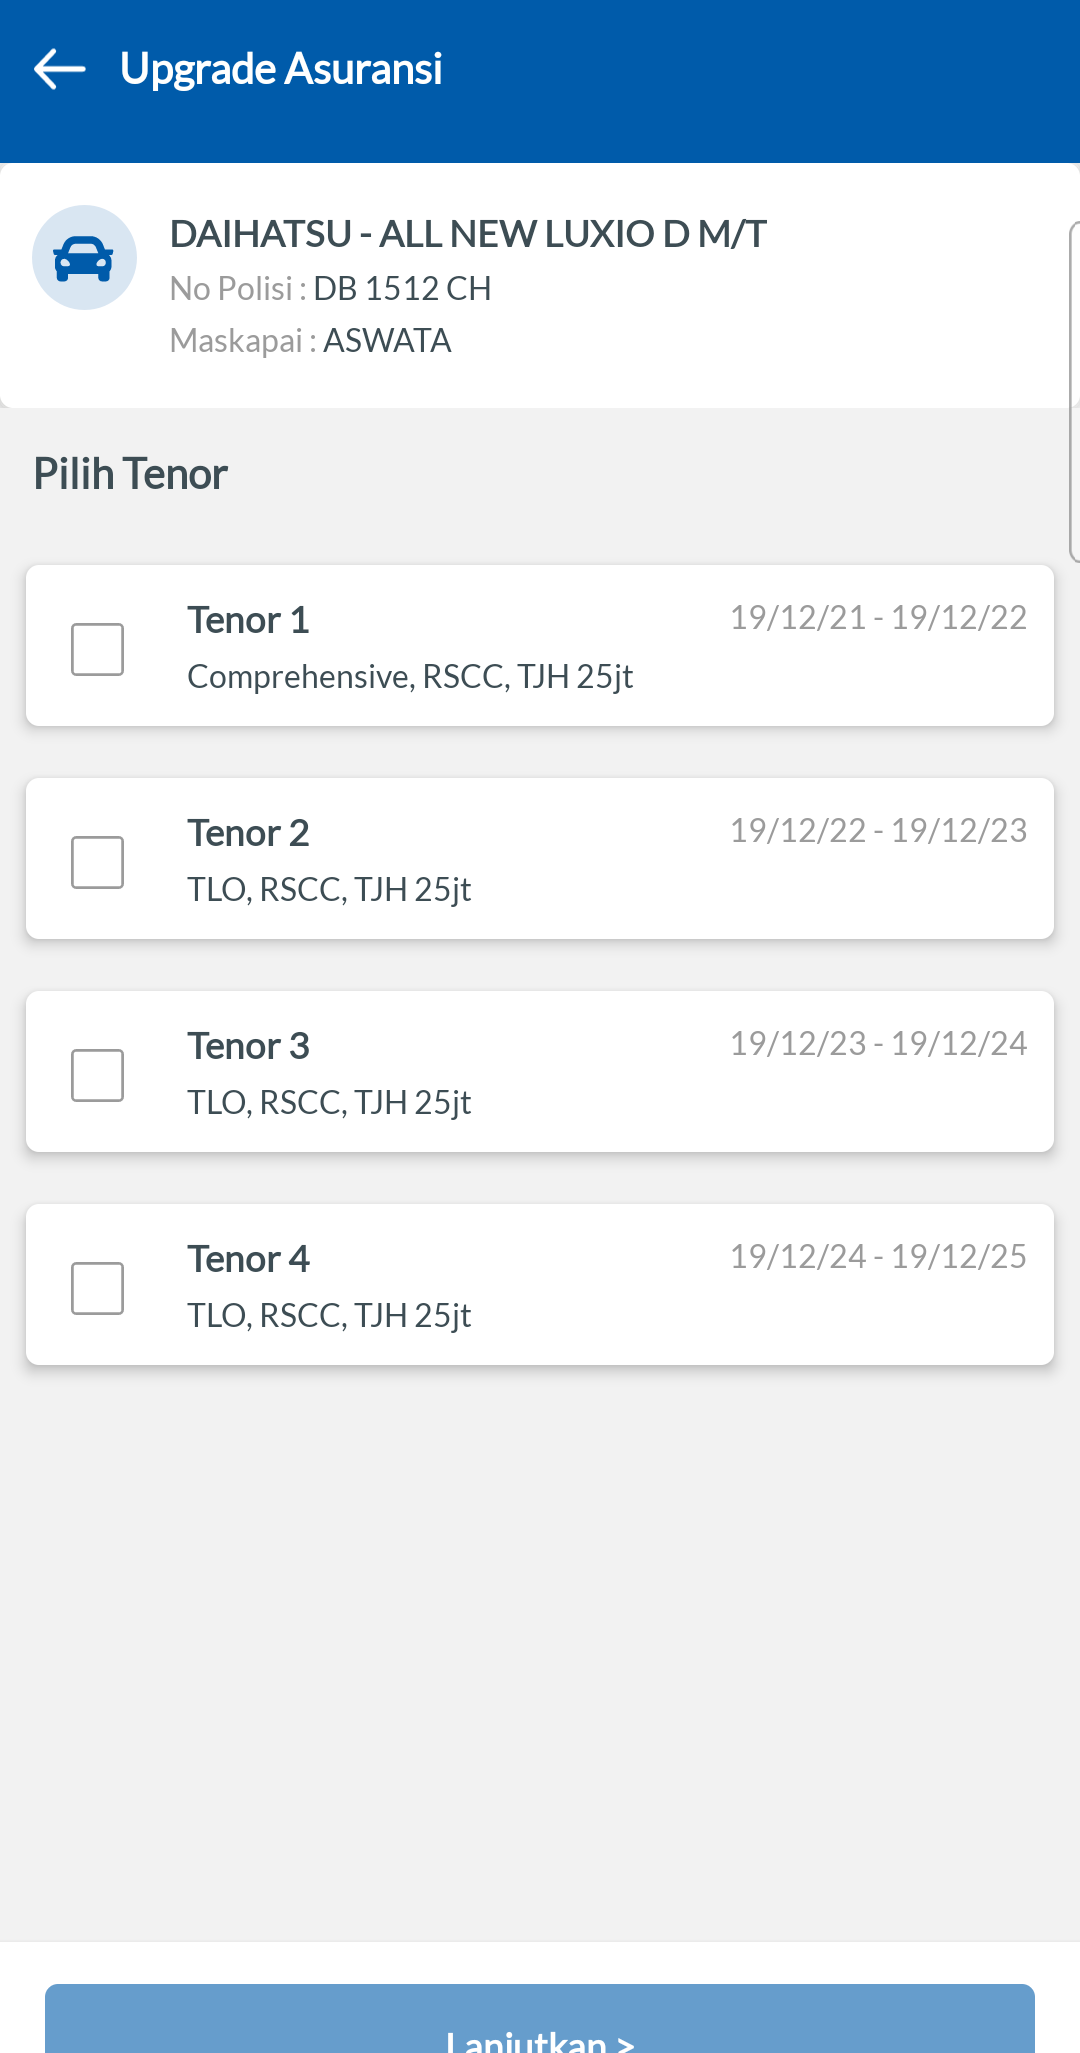 Upgrade Asuransi
DAIHATSU - ALL NEW LUXIO D M/T
No Polisi : DB 1512 CH
Maskapai : ASWATA
Pilih Tenor
Tenor 1
19/12/21 - 19/12/22
Comprehensive, RSCC, TJH 25jt
Tenor 2
19/12/22 - 19/12/23
TLO, RSCC, TJH 25jt
Tenor 3
19/12/23 - 19/12/24
TLO, RSCC, TJH 25jt
Tenor 4
19/12/24 - 19/12/25
TLO, RSCC, TJH 25jt
Lanjutkan >